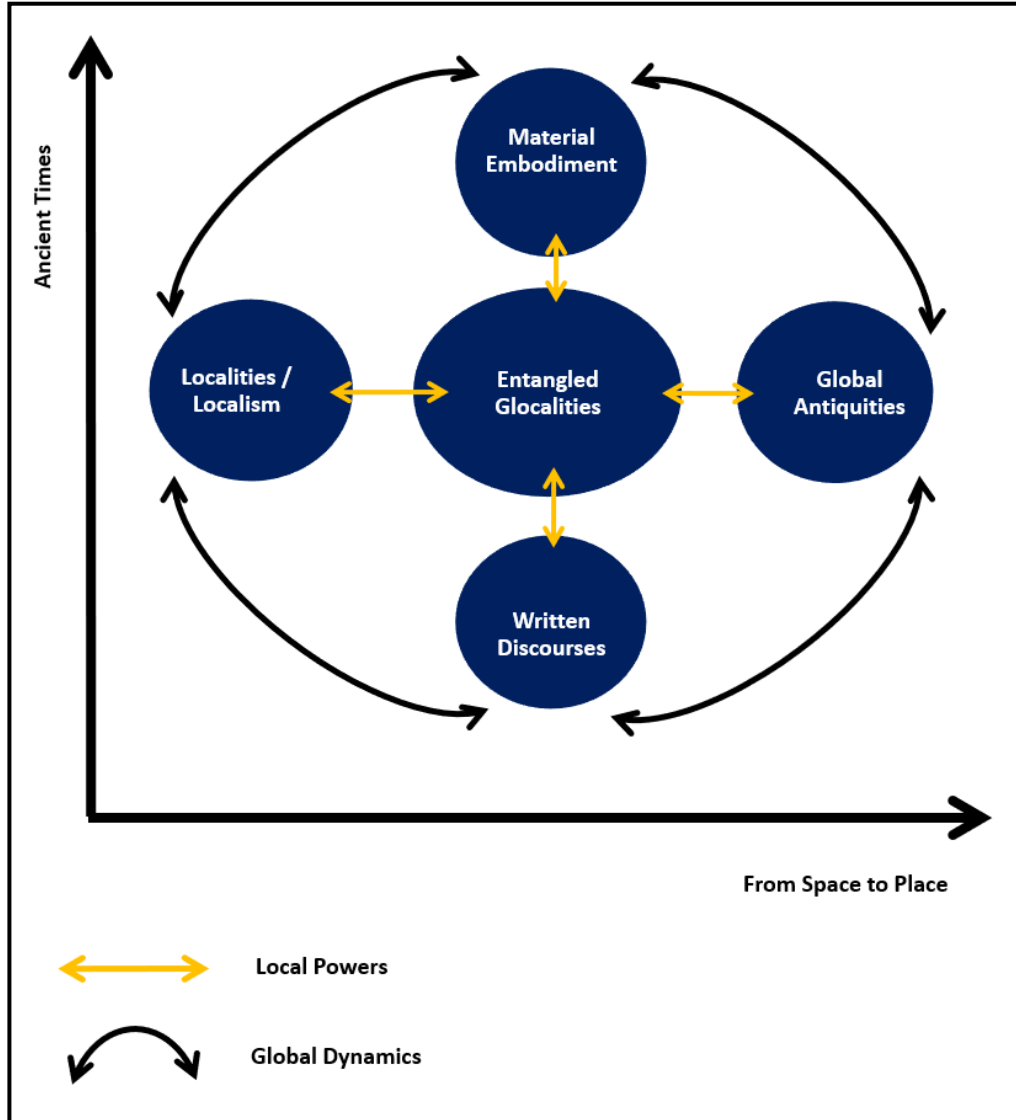 Ancient Times
Material
Embodiment
Localities /
Localism
Entangled
Glocalities
Global
Antiquities
Written
Discourses
From Space to Place
Local Powers
Global Dynamics